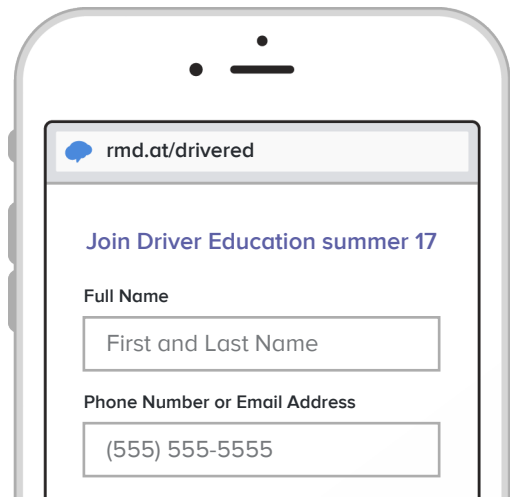 rmd.at/drivered
Join Driver Education summer 17
Full Name
First and Last Name
Phone Number or Email Address
(555) 555-5555